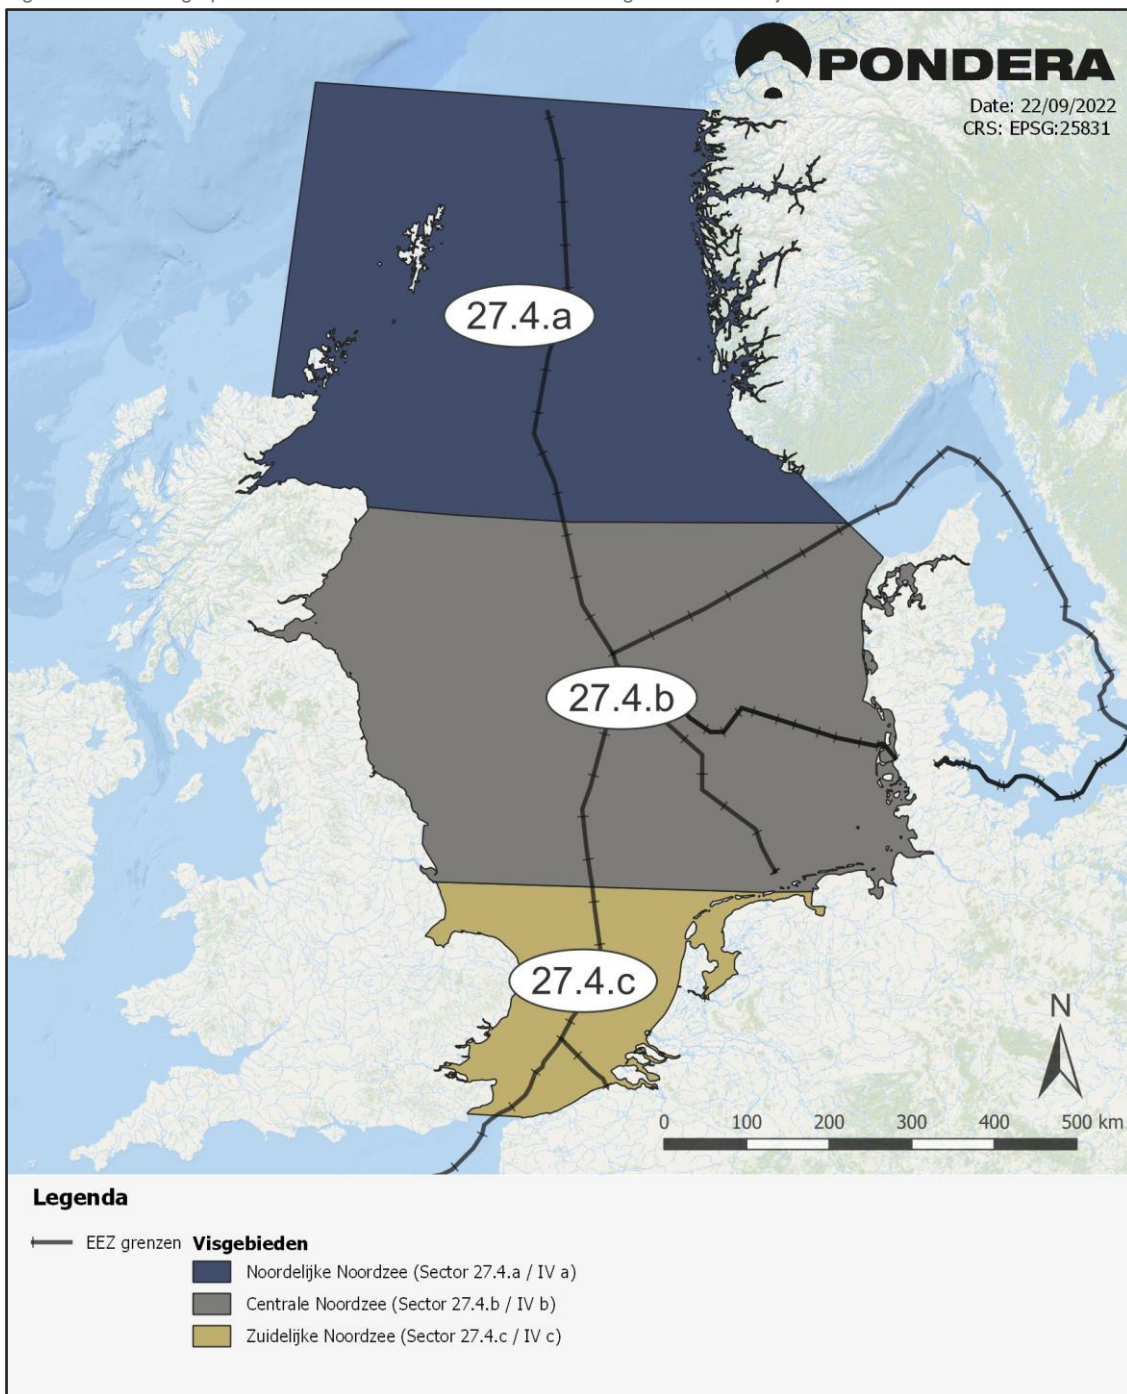 PONDERA
Date: 22/09/2022
CRS: EPSG:25831
27.4.a
27.4.b
27.4.c
N
0 100 200 300 400 500 km
Legenda
EEZ grenzen Visgebieden
Noordelijke Noordzee (Sector 27.4.a / IV a)
Centrale Noordzee (Sector 27.4.b / IV b)
Zuidelijke Noordzee (Sector 27.4.c / IV c)